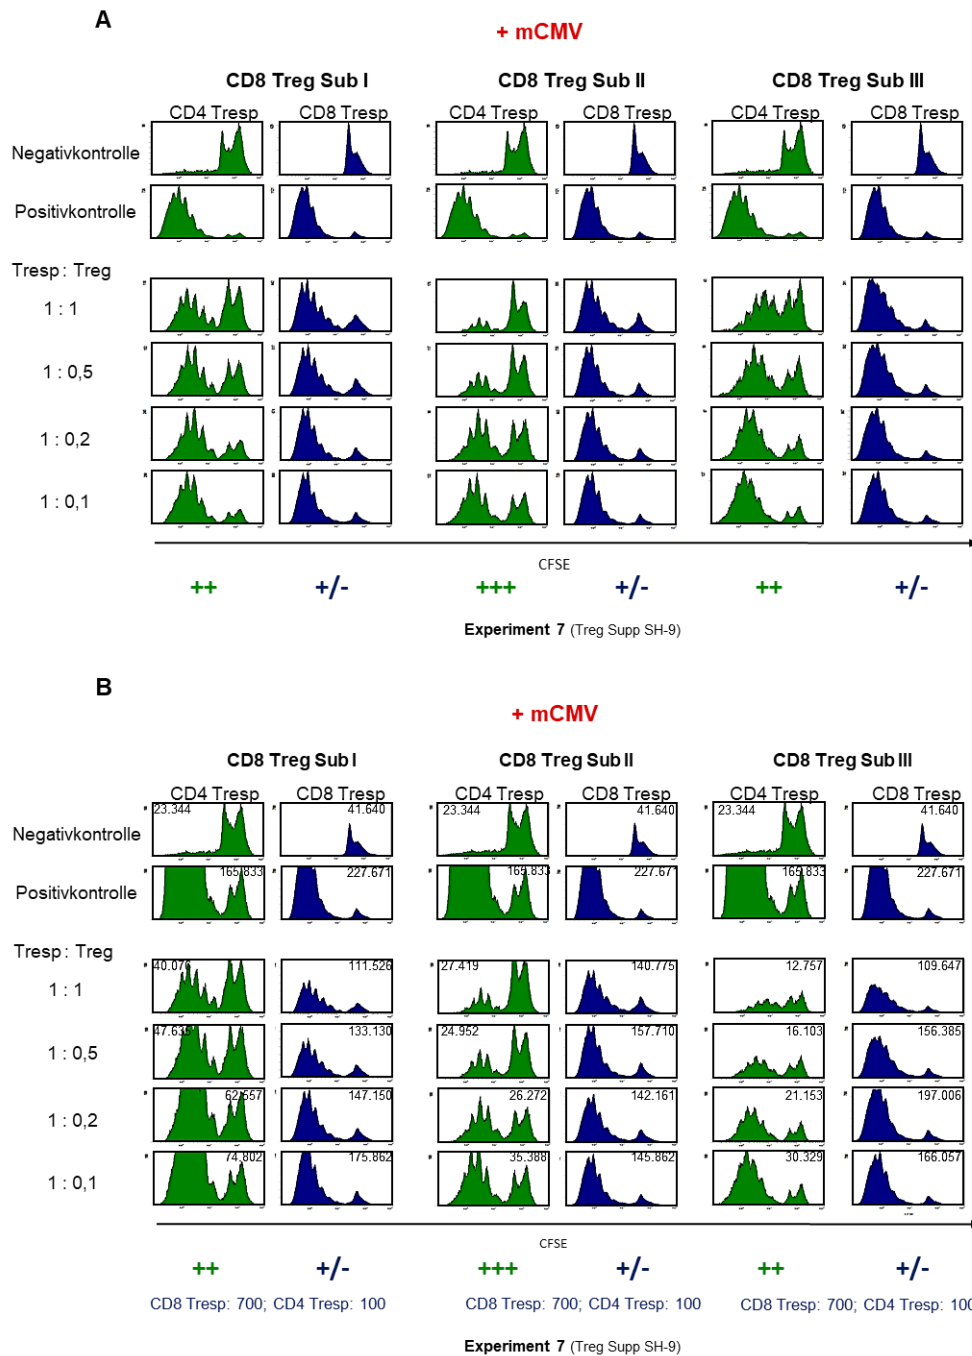 A
+ mCMV
CD8 Treg Sub I CD8 Treg Sub II CD8 Treg Sub III
CD4 Tresp CD8 Tresp CD4 Tresp CD8 Tresp CD4 Tresp CD8 Tresp
Negativkontrolle
Positivkontrolle
Tresp : Treg
1 : 1
1 : 0,5
1 : 0,2
1 : 0,1
CFSE
++ +/- +++ +/- ++ +/-
Experiment 7 (Treg Supp SH-9)
B
+ mCMV
CD8 Treg Sub I CD8 Treg Sub II CD8 Treg Sub III
CD4 Tresp CD8 Tresp CD4 Tresp CD8 Tresp CD4 Tresp CD8 Tresp
Negativkontrolle 23.344 41.640 23.344 41.640 23.344 41.640
Positivkontrolle 165.833 227.671 165.833 227.671 165.833 227.671
Tresp : Treg
1 : 1 40.076 111.526 27.419 140.775 12.757 109.647
1 : 0,5 47.635 133.130 24.952 157.710 16.103 156.385
1 : 0,2 62.557 147.150 26.272 142.161 21.153 197.006
1 : 0,1 74.802 175.862 35.388 145.862 30.329 166.057
CFSE
++ +/- +++ +/- ++ +/-
CD8 Tresp: 700; CD4 Tresp: 100 CD8 Tresp: 700; CD4 Tresp: 100 CD8 Tresp: 700; CD4 Tresp: 100
Experiment 7 (Treg Supp SH-9)